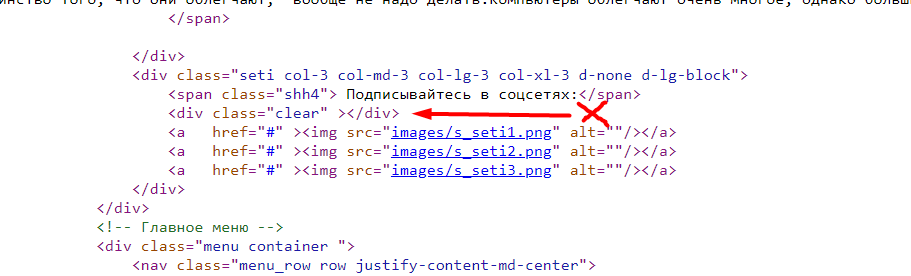 инство того, что они облегчают, вообще не надо делать.Компьютеры облегчают очень многое, однако больш
</span>
</div>
<div class="seti col-3 col-md-3 col-lg-3 col-xl-3 d-none d-lg-block">
<span class="shh4"> Подписывайтесь в соцсетях:</span>
<div class="clear" ></div>
<a   href="#" ><img src="images/s_seti1.png" alt=""/></a>
<a   href="#" ><img src="images/s_seti2.png" alt=""/></a>
<a   href="#" ><img src="images/s_seti3.png" alt=""/></a>
</div>
</div>
<!-- Главное меню -->
<div class="menu container ">
<nav class="menu_row row justify-content-md-center">